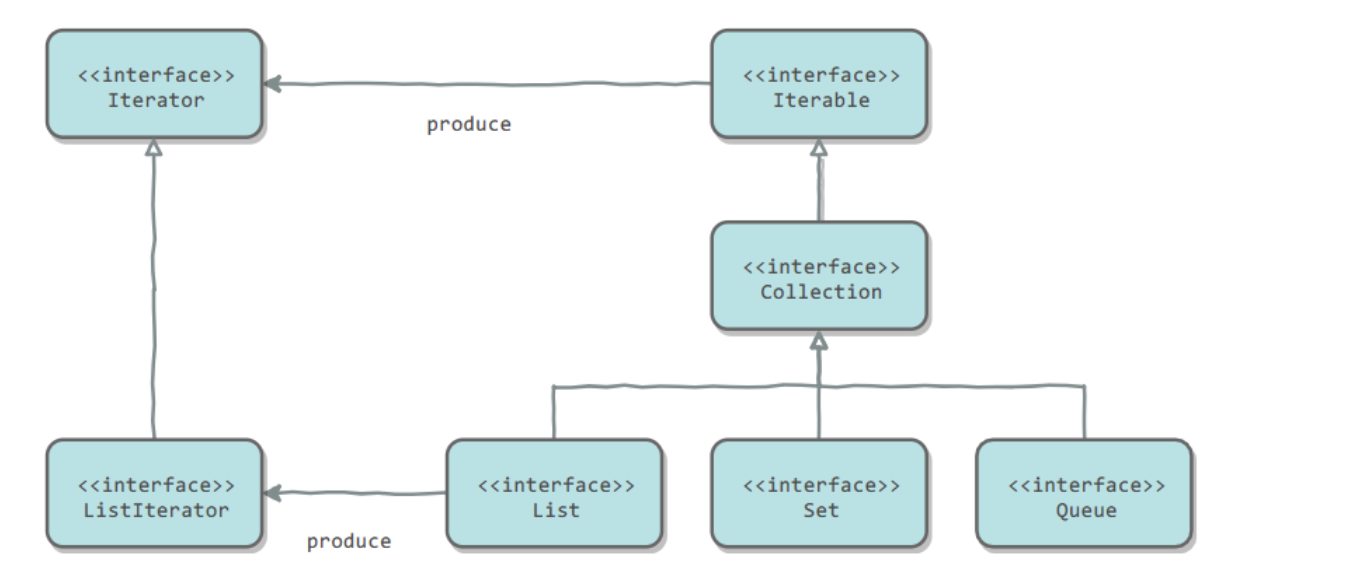 <<interface>>
Iterator
<<interface>>
Iterable
produce
<<interface>>
Collection
<<interface>>
ListIterator
<<interface>>
List
<<interface>>
Set
<<interface>>
Queue
produce